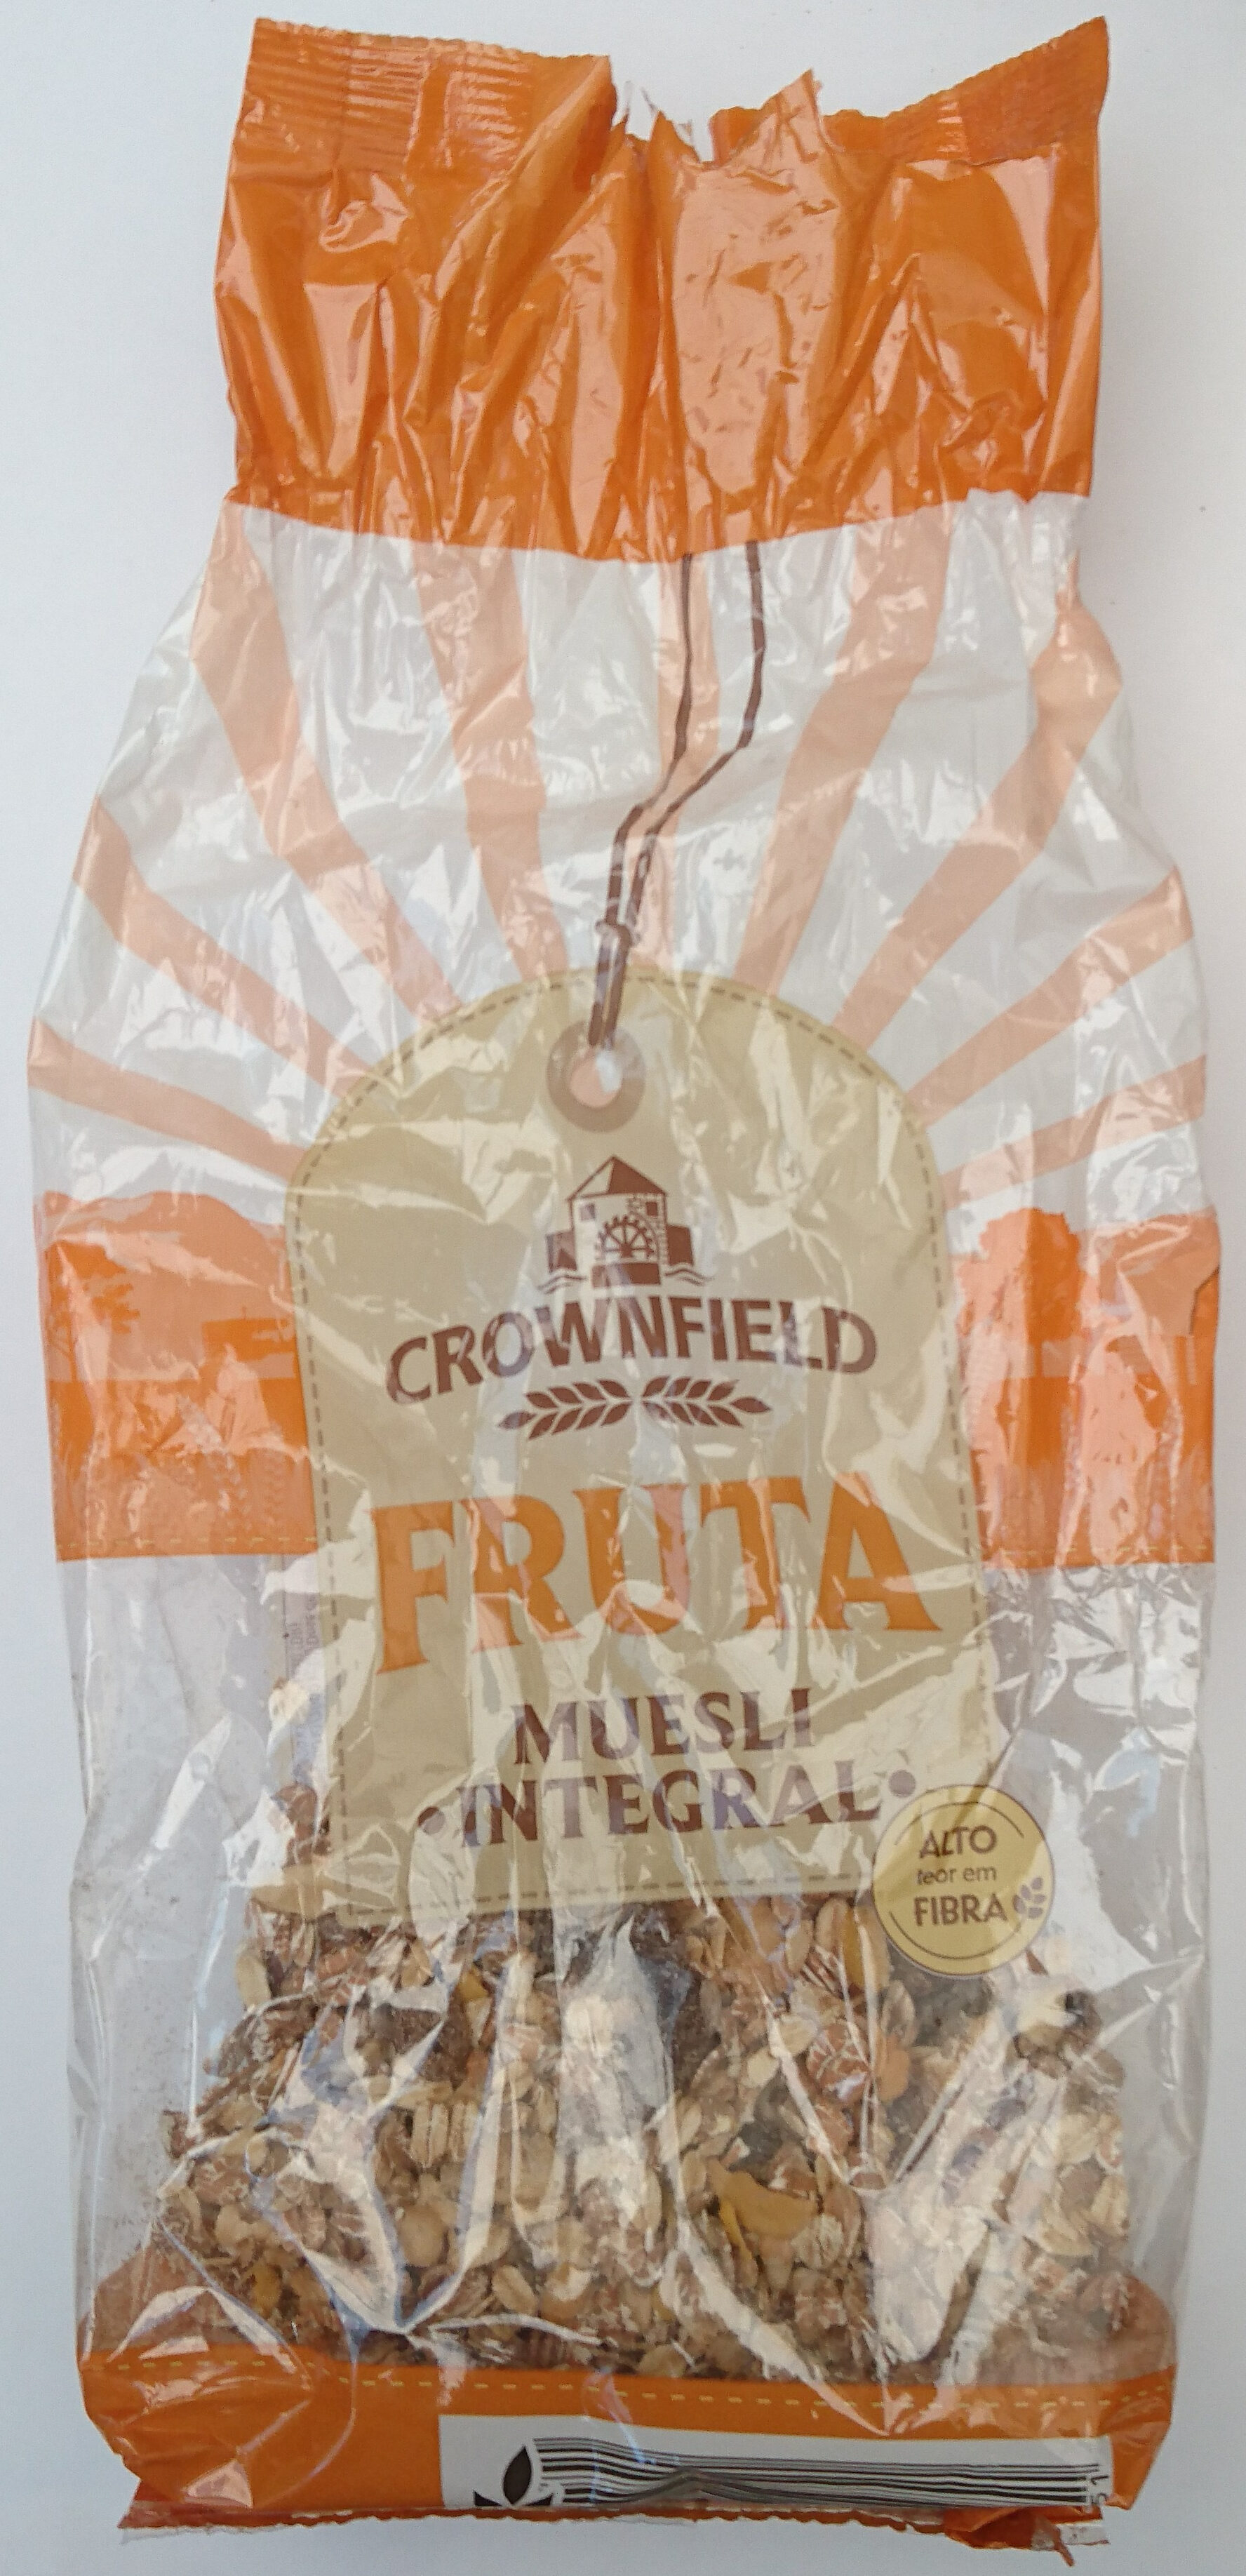 CROWNFIELD
FRUTA
MUESLI
•INTEGRAL•
ALTO
teor em
FIBRA